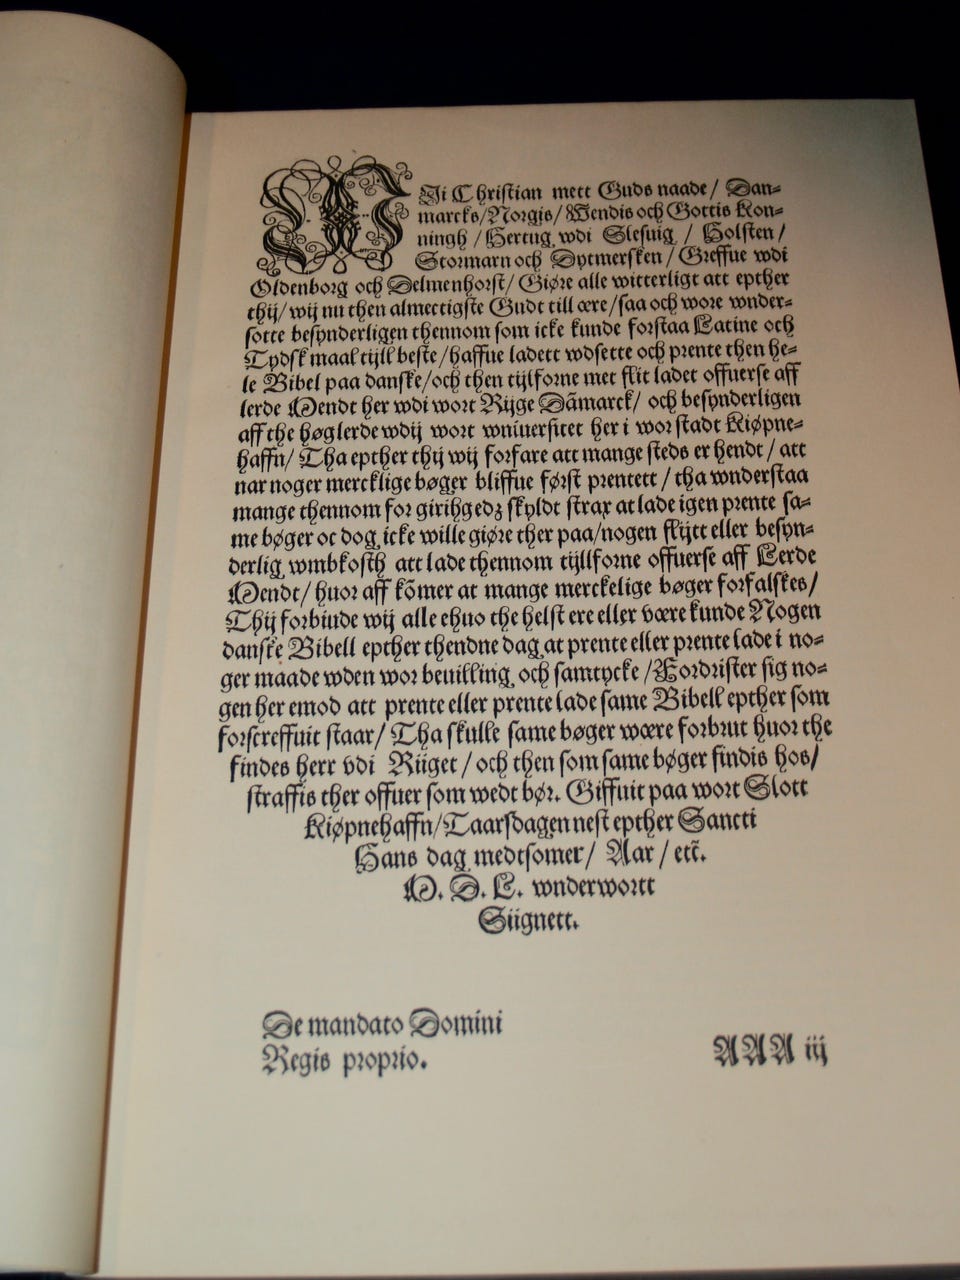 WJi Christian mett Guds naade/ Dan-
marcks/Norgis/Wendis och Gottis Kon-
ningh /Hertug wdi Slesuig / Holsten/
Stormarn och Dytmersken/Greffue wdi
Oldenborg och Delmenhorst/ Giøre alle witterligt att epther
thij/ wij nu then almectigste Gudt till ære/saa och wore wnder-
sotte besynderligen thennom som icke kunde forstaa Latine och
Tydsk maal tijll beste/haffue ladett wdsette och prente then he-
le Bibel paa danske/och then tijlforne met flit ladet offuerse aff
lerde Mendt her wdi wort Rijge Dãmarck/ och besynderligen
aff the høglerde wdij wort wniuersitet her i wor stadt Kiøpne-
haffn/ Tha epther thij wij forfare att mange steds er hendt/ att
nar noger mercklige bøger bliffue først prentett/tha wnderstaa
mange thennom for girihgedz skyldt strax at lade igen prente sa-
me bøger oc dog icke wille giøre ther paa/nogen flijtt eller besyn-
derlig wmbkosth att lade thennom tijllforne offuerse aff Lerde
Mendt/ huor aff kõmer at mange merckelige bøger forfalskes/
Thij forbiude wij alle ehuo the helst ere eller være kunde Nogen
danske Bibell epther thendne dag at prente eller prente lade i no-
ger maade wden wor beuilling och samtycke/Fordrister sig no-
gen her emod att prente eller prente lade same Bibell epther som
forscreffuit staar/ Tha skulle same bøger wære forbrut huor the
findes herr vdi Riiget/och then som same bøger findis hos/
straffis ther offuer som wedt bør. Giffuit paa wort Slott
Kiøpnehaffn/Taarsdagen nest epther Sancti
Hans dag medtsomer/ Aar/etc̃.
M. D. L. wnderwortt
Siignett.
De mandato Domini
Regis proprio.
AAA iij